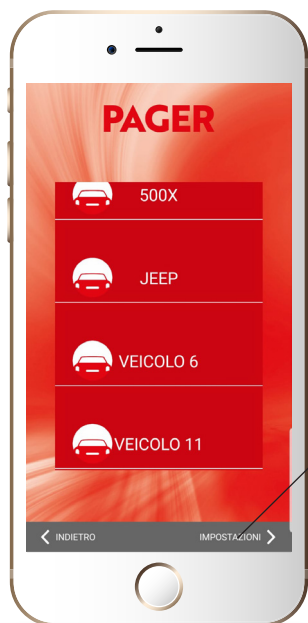 PAGER
500X
JEEP
VEICOLO 6
VEICOLO 11
INDIETRO IMPOSTAZIONI